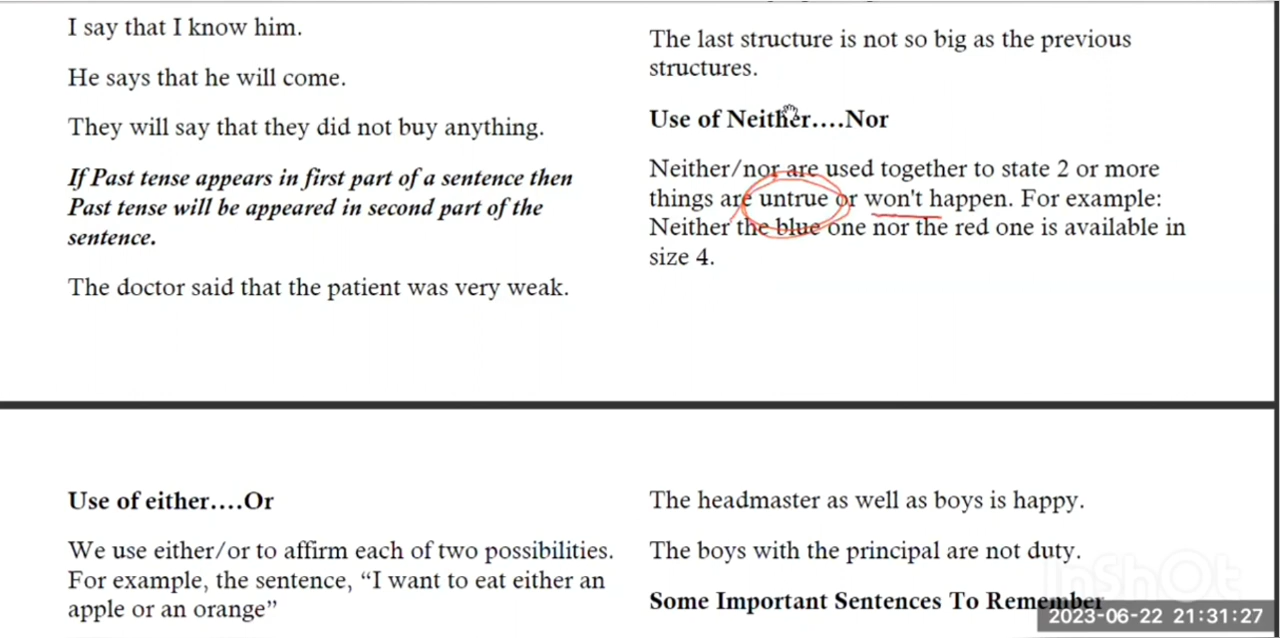 I say that I know him.
He says that he will come.
They will say that they did not buy anything.
If Past tense appears in first part of a sentence then
Past tense will be appeared in second part of the
sentence.
The doctor said that the patient was very weak.
The last structure is not so big as the previous
structures.
Use of Neither....Nor
Neither/nor are used together to state 2 or more
things are untrue or won't happen. For example:
Neither the blue one nor the red one is available in
size 4.
Use of either....Or
We use either/or to affirm each of two possibilities.
For example, the sentence, “I want to eat either an
apple or an orange”
The headmaster as well as boys is happy.
The boys with the principal are not duty.
Some Important Sentences To Remember
InShOt
2023-06-22 21:31:27